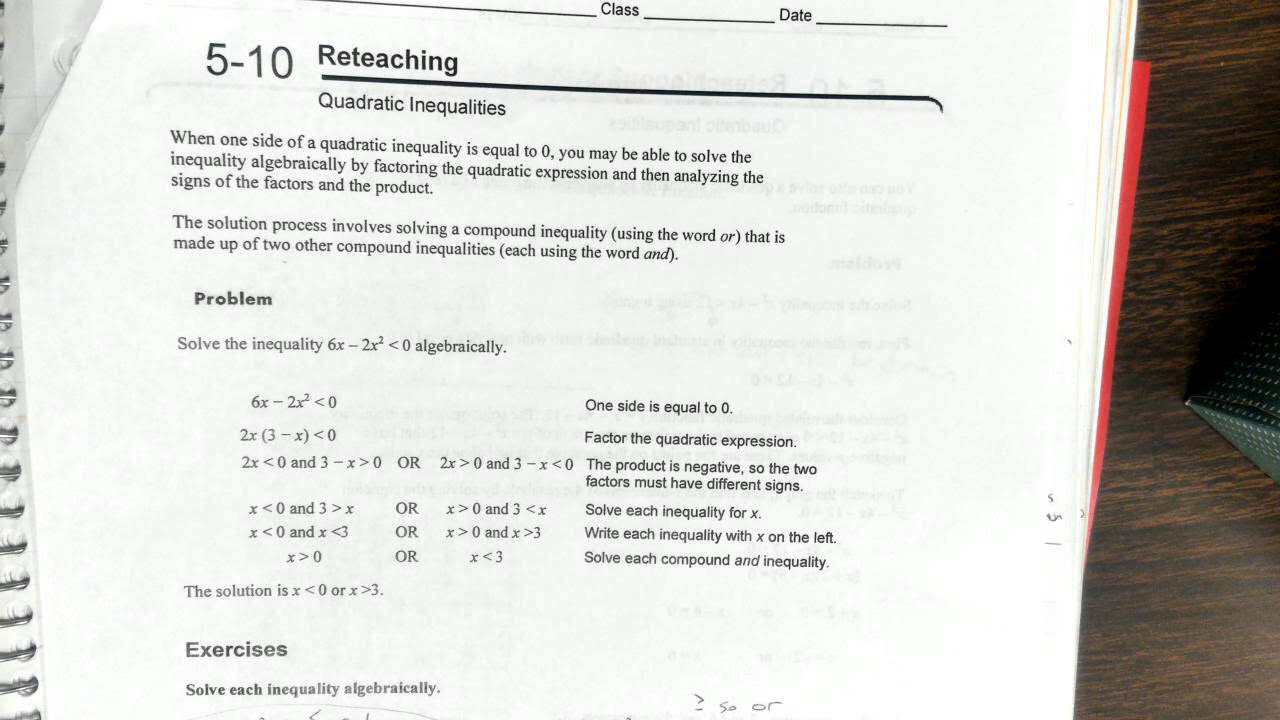 Class ________ Date ________
5-10 Reteaching
Quadratic Inequalities
When one side of a quadratic inequality is equal to 0, you may be able to solve the
inequality algebraically by factoring the quadratic expression and then analyzing the
signs of the factors and the product.
The solution process involves solving a compound inequality (using the word or) that is
made up of two other compound inequalities (each using the word and).
Problem
Solve the inequality 6x – 2x² < 0 algebraically.
6x – 2x² < 0 One side is equal to 0.
2x (3 – x) < 0 Factor the quadratic expression.
2x < 0 and 3 – x > 0 OR 2x > 0 and 3 – x < 0 The product is negative, so the two
factors must have different signs.
x < 0 and 3 > x OR x > 0 and 3 < x Solve each inequality for x.
x < 0 and x <3 OR x > 0 and x >3 Write each inequality with x on the left.
x > 0 OR x < 3 Solve each compound and inequality.
The solution is x < 0 or x >3.
Exercises
Solve each inequality algebraically.
≥ so or